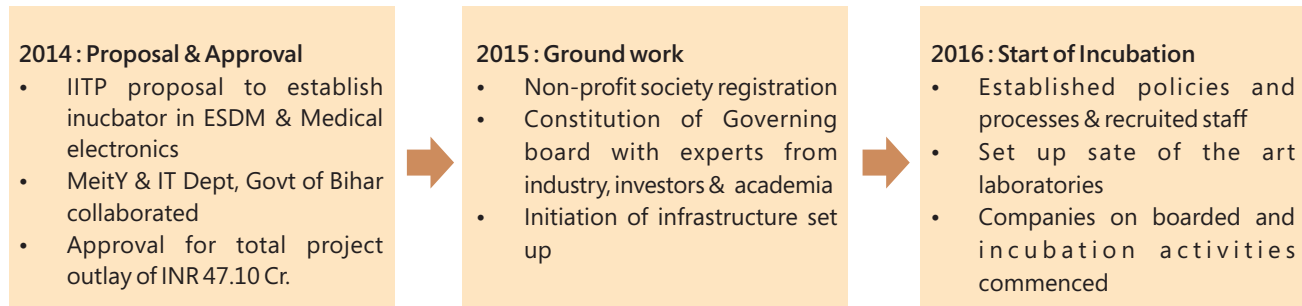 2014 : Proposal & Approval
• IITP proposal to establish
inucbator in ESDM & Medical
electronics
• MeitY & IT Dept, Govt of Bihar
collaborated
• Approval for total project
outlay of INR 47.10 Cr.
2015 : Ground work
• Non-profit society registration
• Constitution of Governing
board with experts from
industry, investors & academia
• Initiation of infrastructure set
up
2016 : Start of Incubation
• Established policies and
processes & recruited staff
• Set up sate of the art
laboratories
• Companies on boarded and
incubation activities
commenced